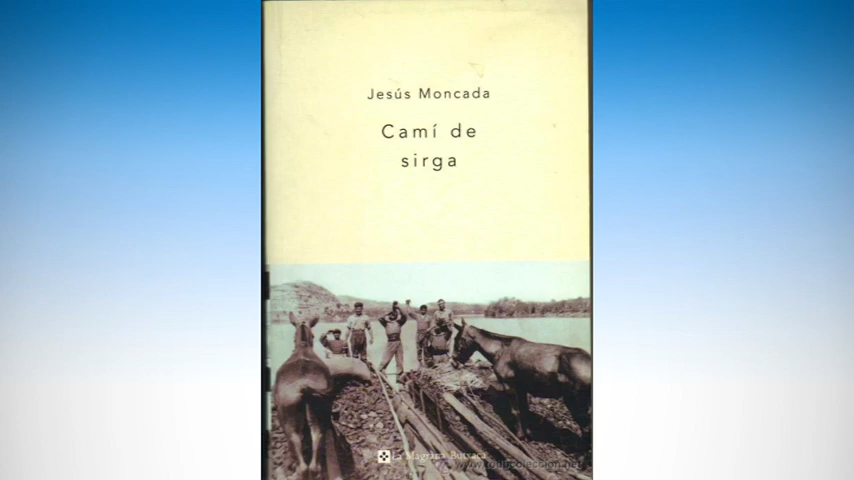 Jesús Moncada
Camí de
sirga
La Magrana Butxaca
www.todocoleccion.net